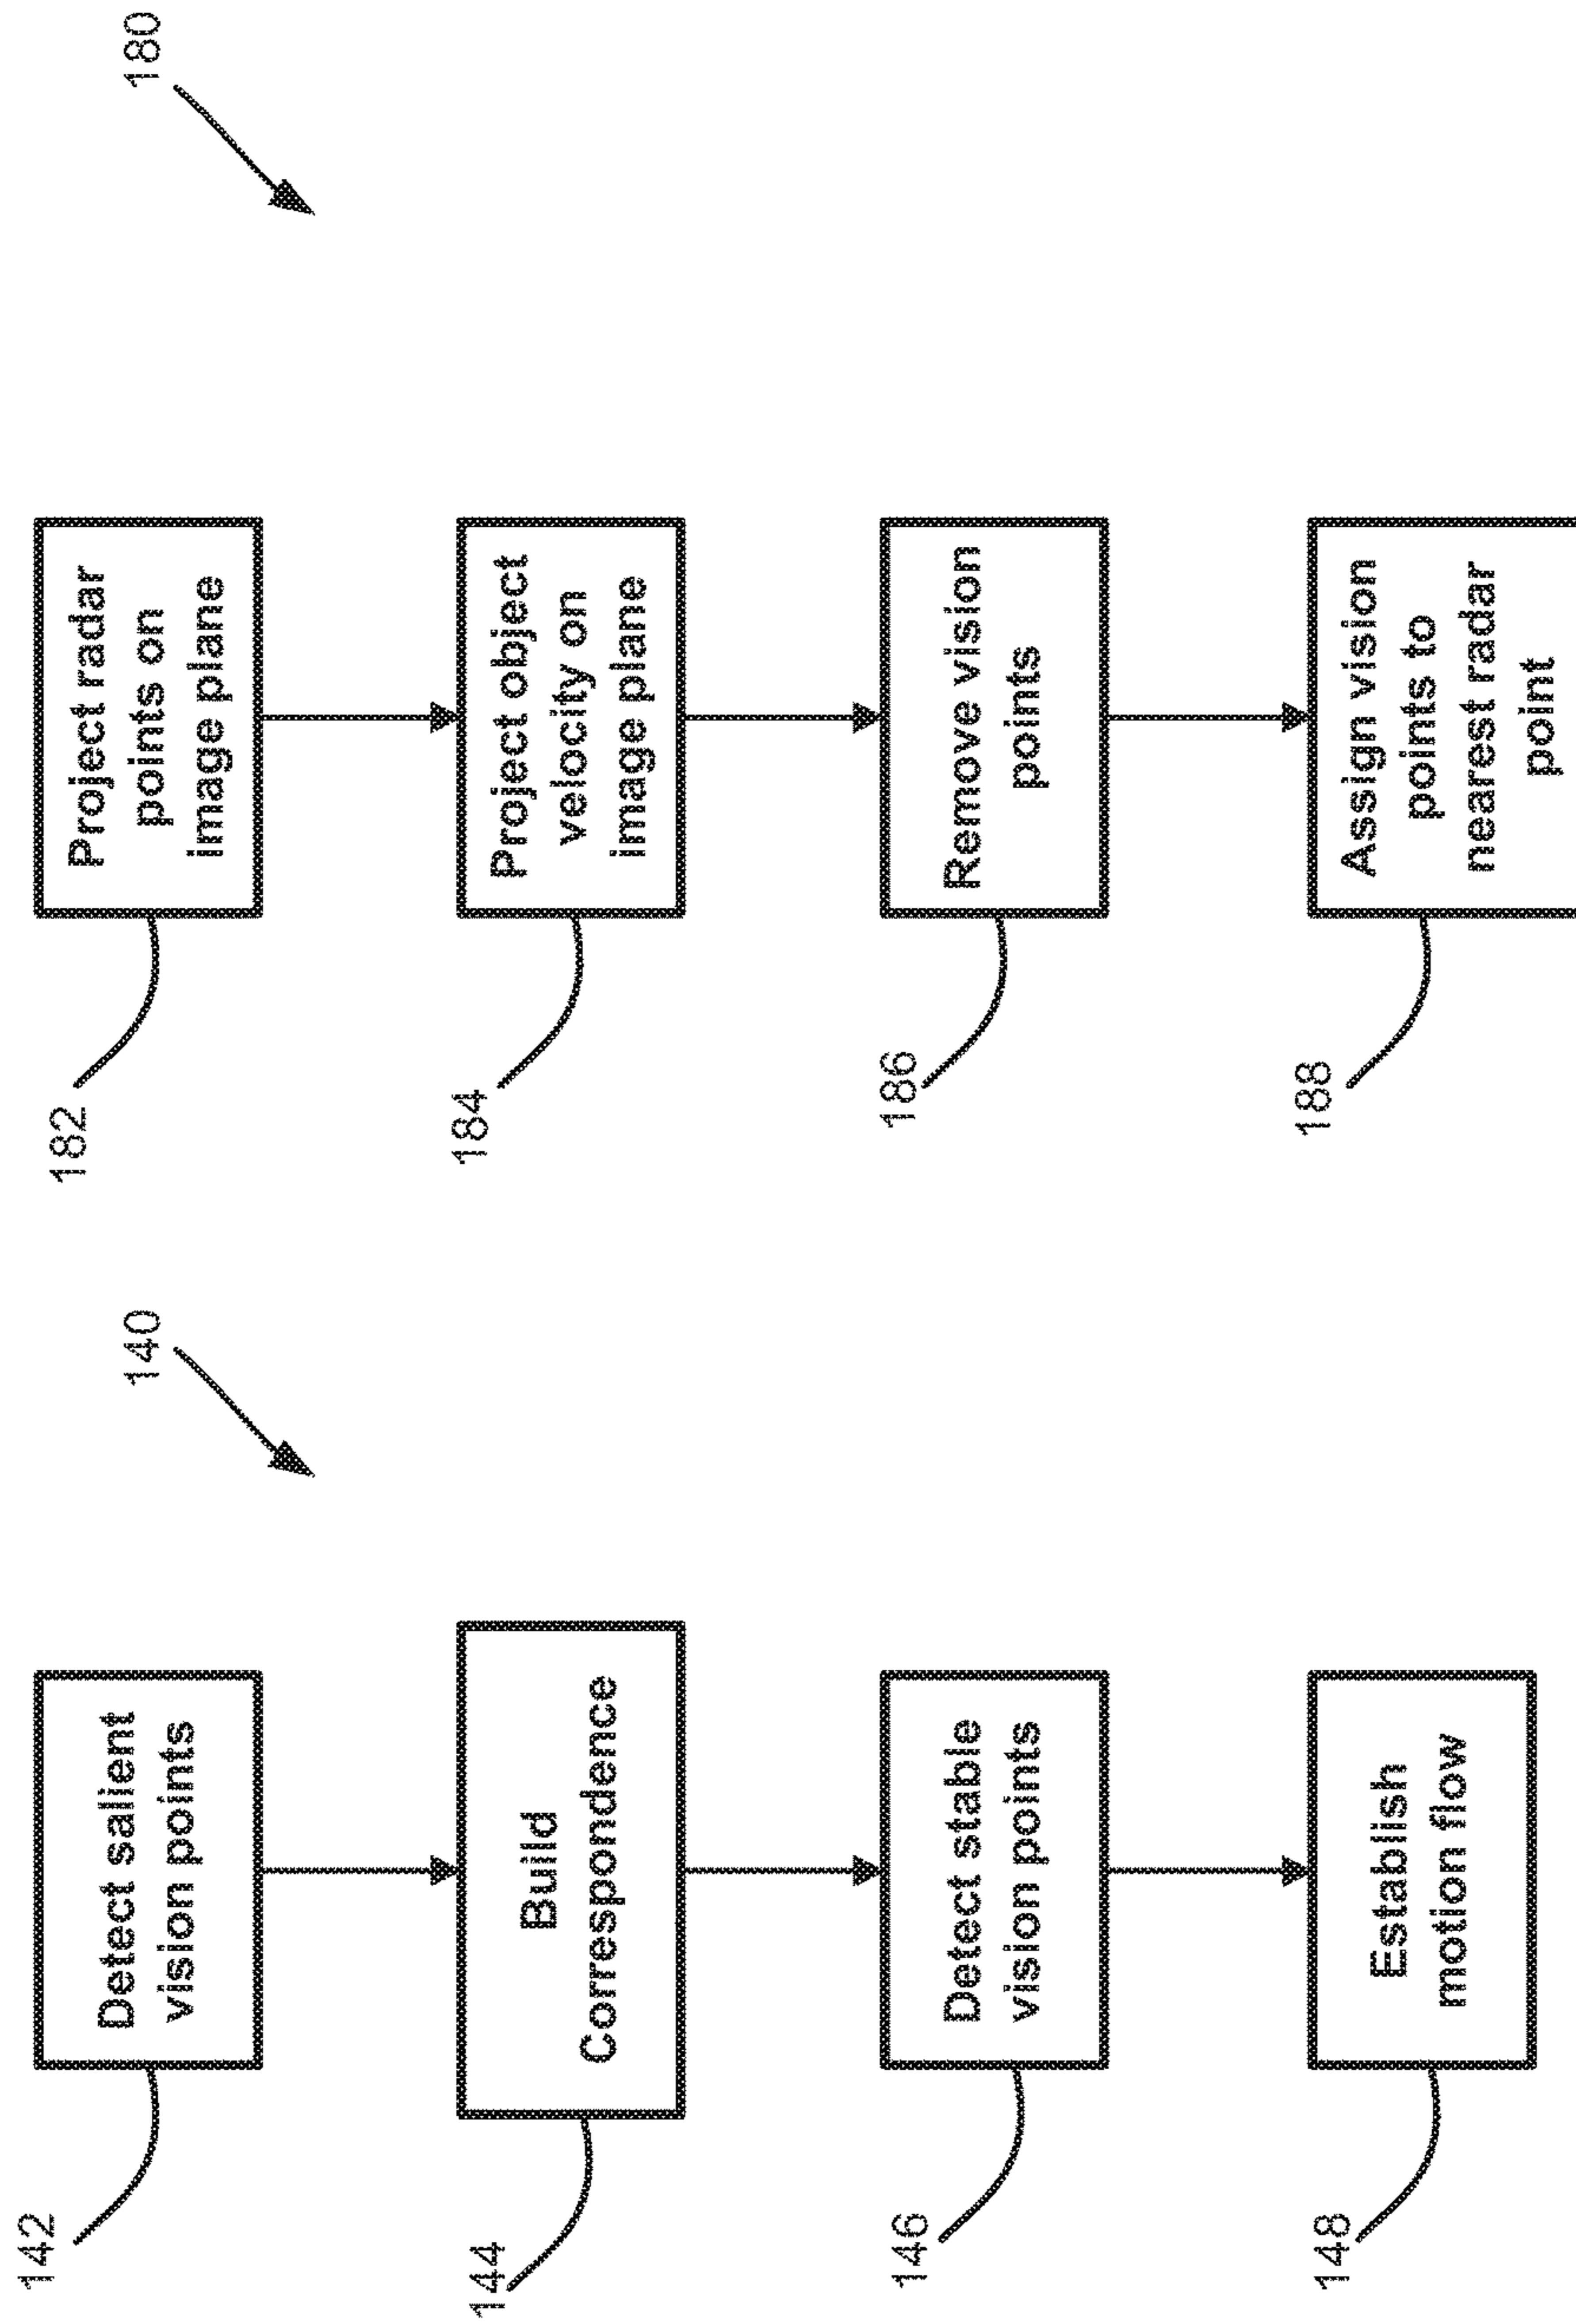 140
142
Detect salient
vision points
144
Build
Correspondence
146
Detect stable
vision points
148
Establish
motion flow
180
182
Project radar
points on
image plane
184
Project object
velocity on
image plane
186
Remove vision
points
188
Assign vision
points to
nearest radar
point